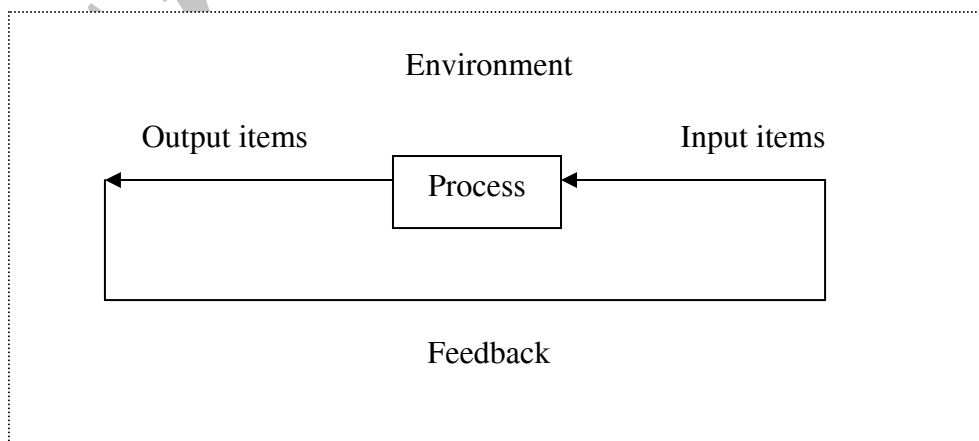 Environment
Output items
Input items
Process
Feedback